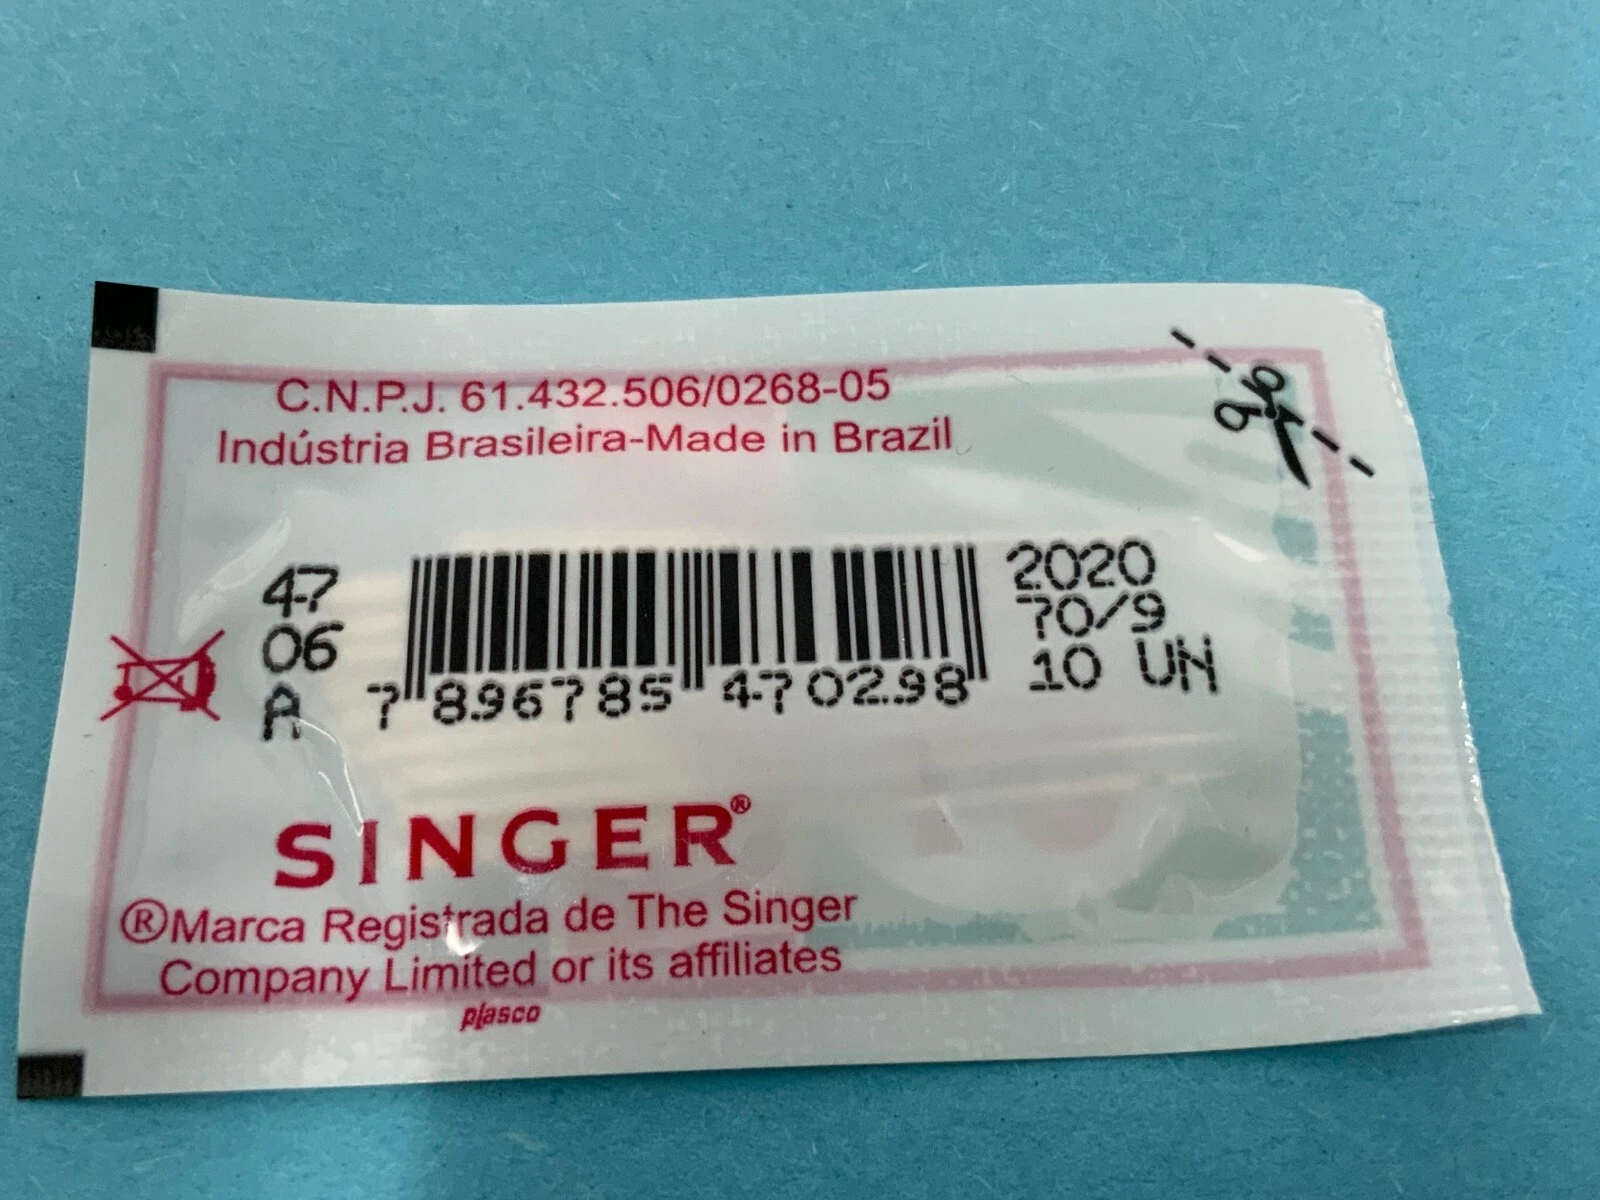 C.N.P.J. 61.432.506/0268-05
Indústria Brasileira-Made in Brazil
47
06
A
7 896785 470298
2020
70/9
10 UN
SINGER®
®Marca Registrada de The Singer
Company Limited or its affiliates
plasco